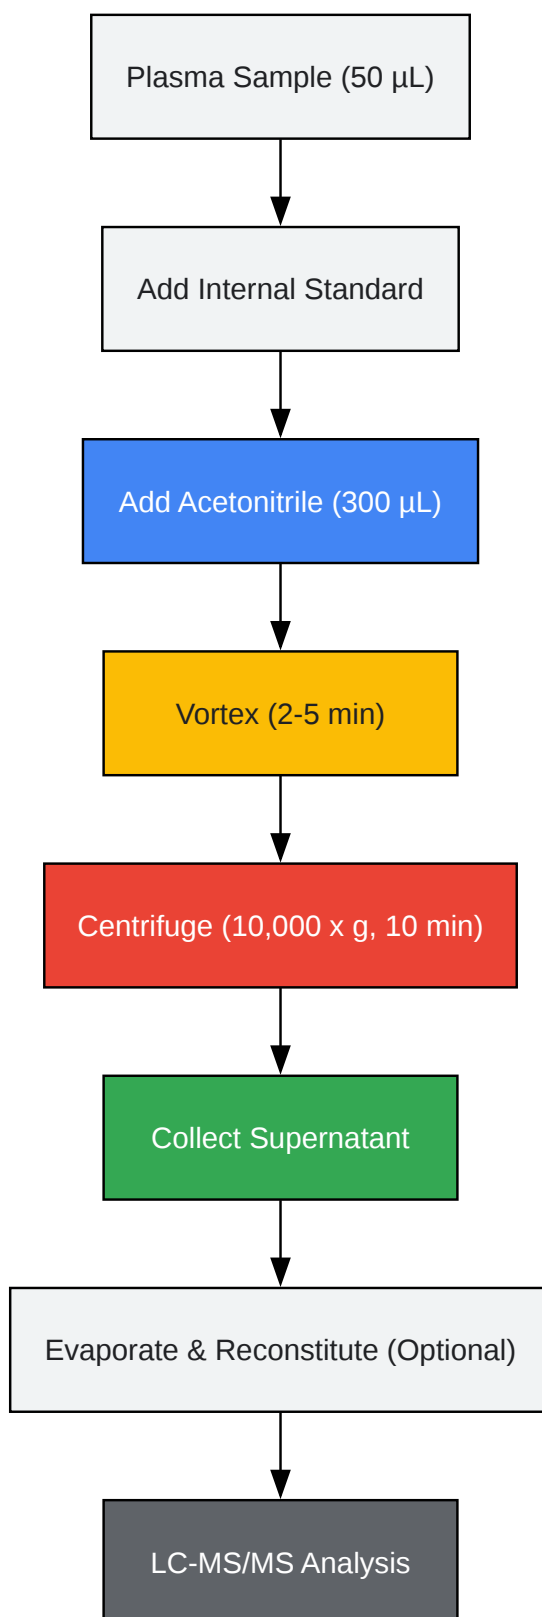 Plasma Sample (50 µL)
Add Internal Standard
Add Acetonitrile (300 µL)
Vortex (2-5 min)
Centrifuge (10,000 x g, 10 min)
Collect Supernatant
Evaporate & Reconstitute (Optional)
LC-MS/MS Analysis